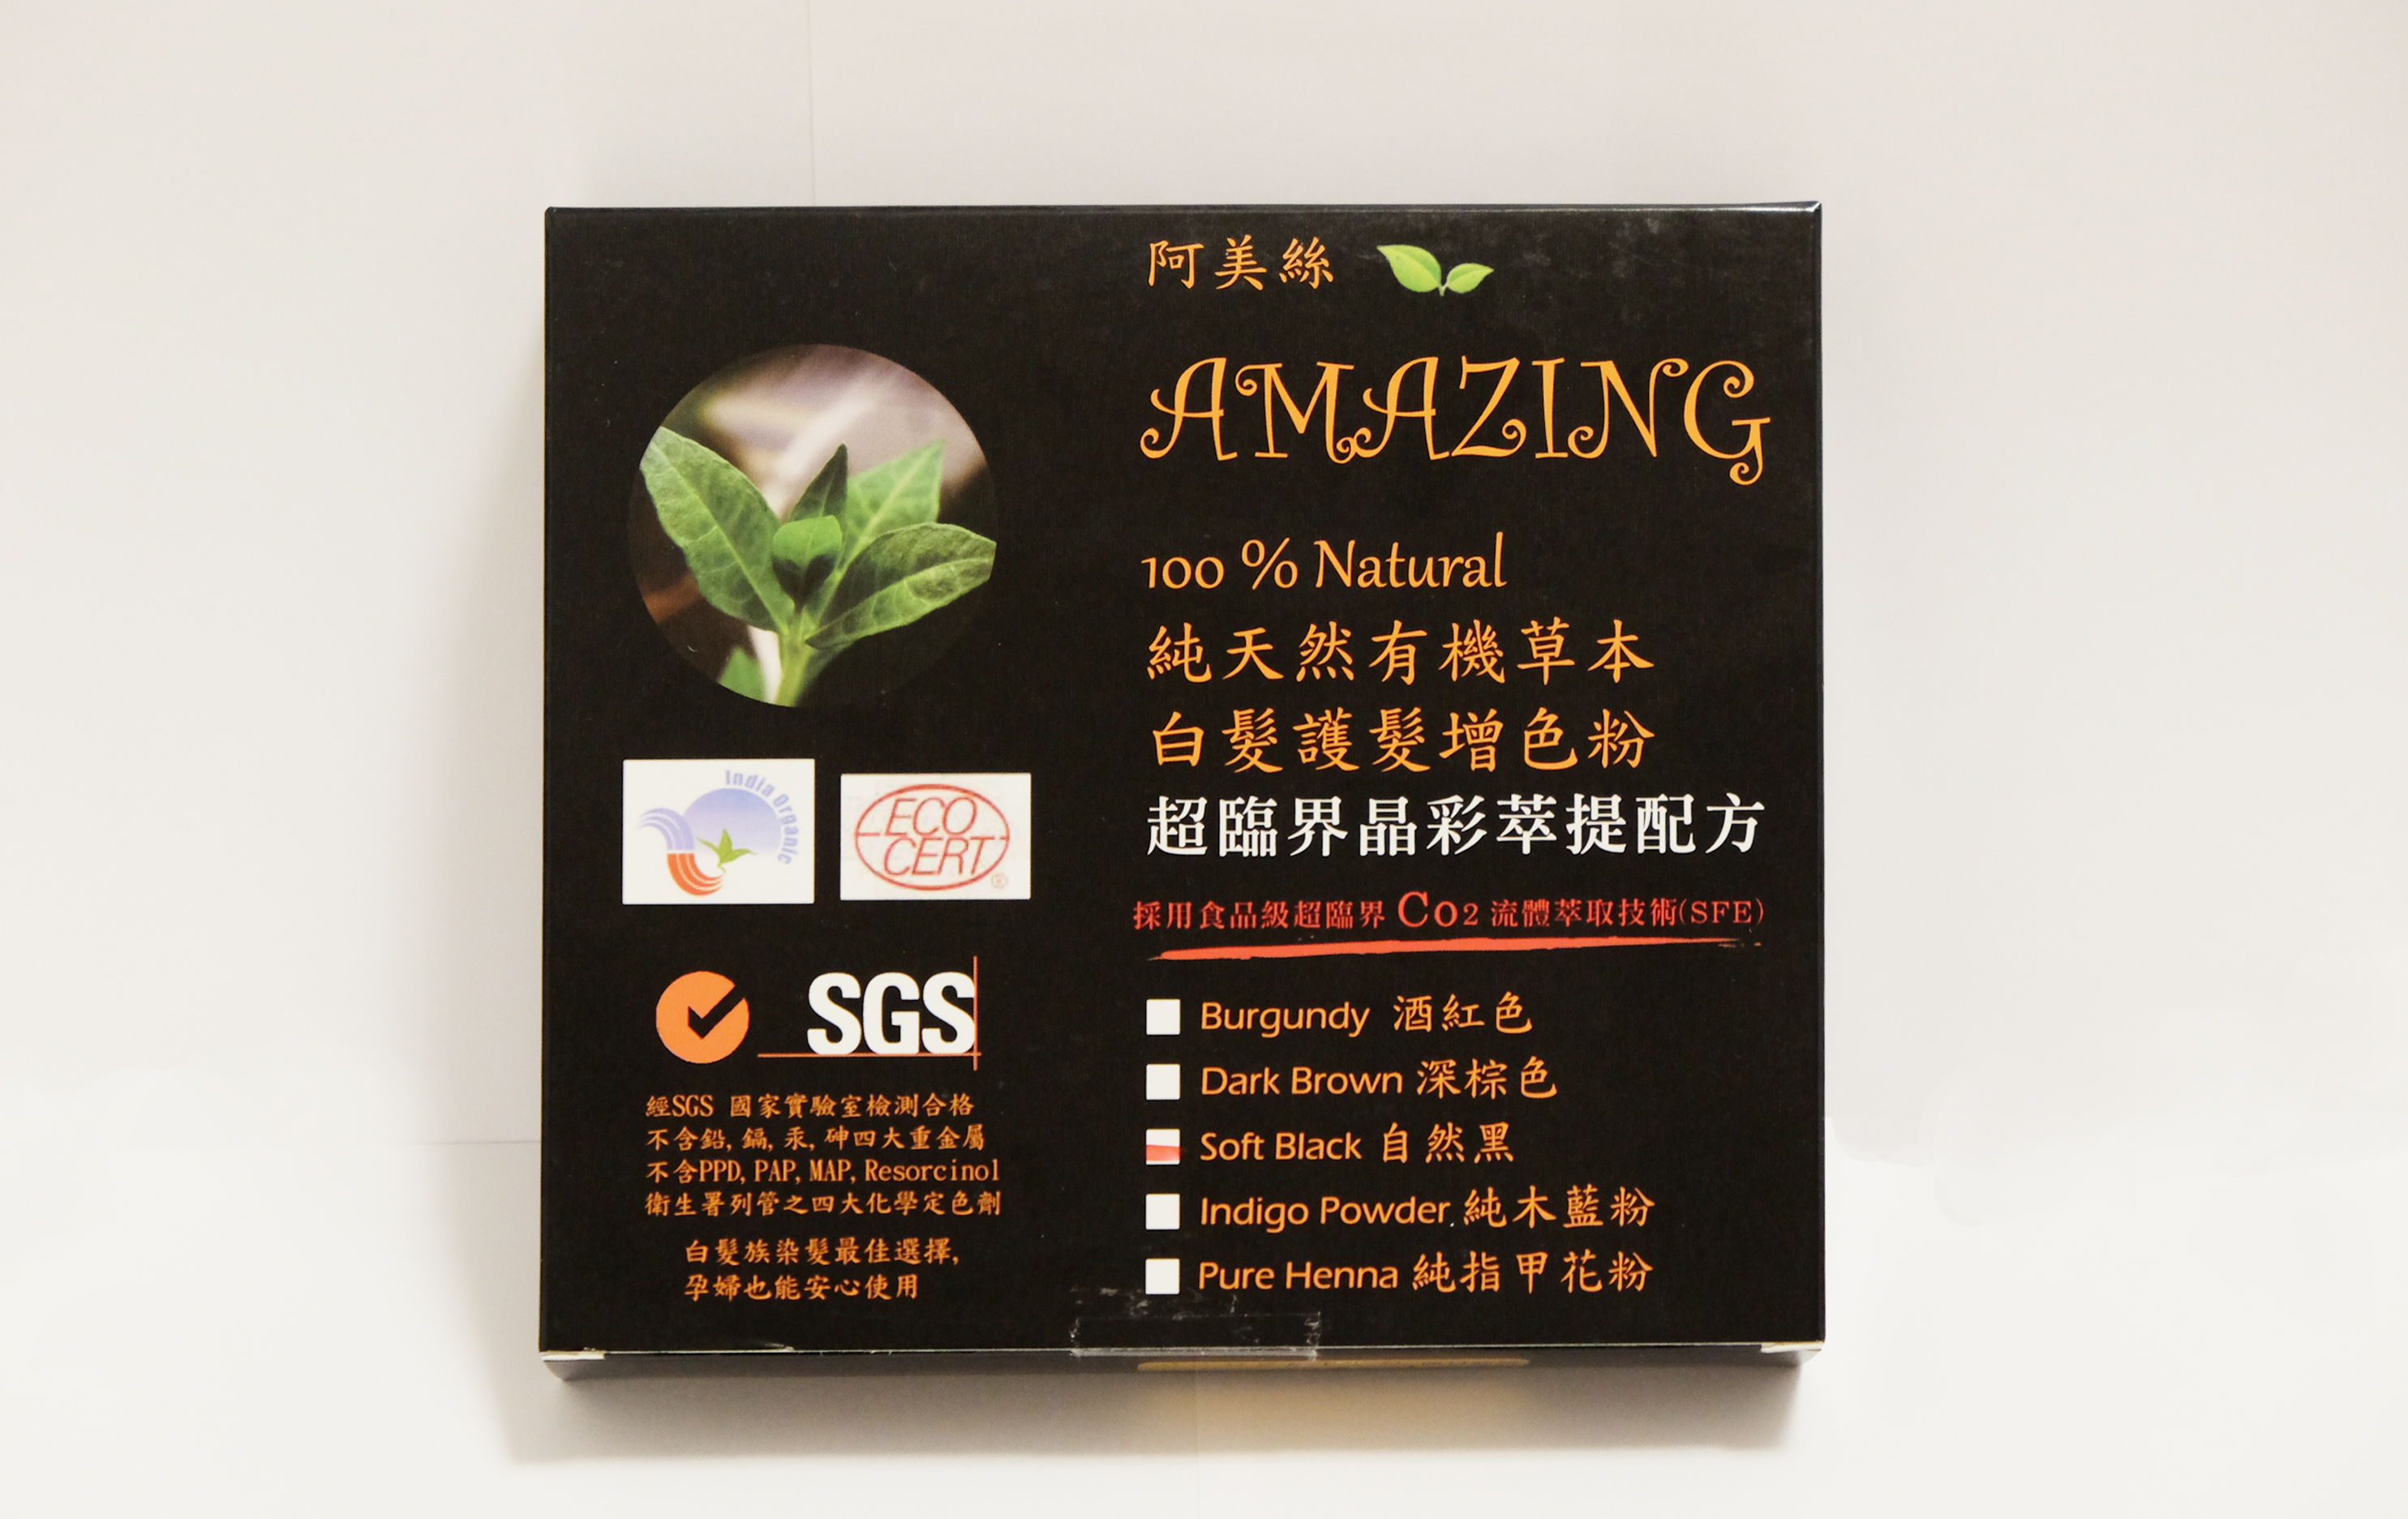 阿美絲
AMAZING
100 % Natural
純天然有機草本
白髮護髮增色粉
超臨界晶彩萃提配方
採用食品級超臨界 Co2 流體萃取技術(SFE)
Burgundy 酒紅色
Dark Brown 深棕色
Soft Black 自然黑
Indigo Powder 純木藍粉
Pure Henna 純指甲花粉
India Organic
ECO
CERT
®
SGS
經SGS 國家實驗室檢測合格
不含鉛, 鎘, 汞, 砷四大重金屬
不含PPD, PAP, MAP, Resorcinol
衛生署列管之四大化學定色劑
白髮族染髮最佳選擇,
孕婦也能安心使用